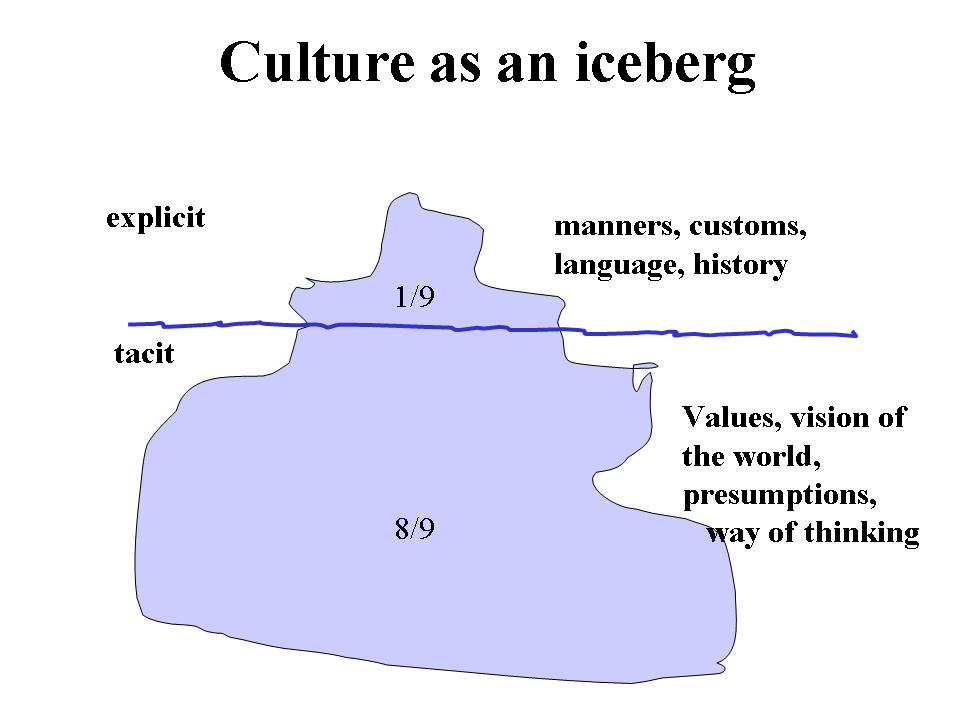 Culture as an iceberg
explicit
manners, customs,
language, history
1/9
tacit
Values, vision of
the world,
presumptions,
way of thinking
8/9